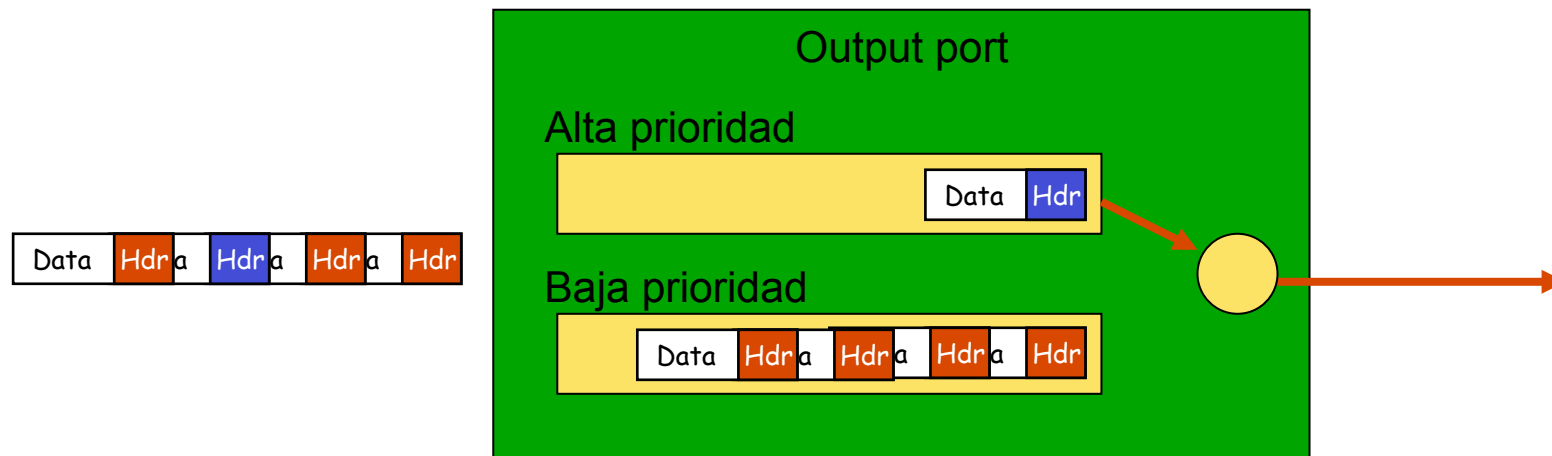 Output port
Alta prioridad
Data Hdr
Data Hdr a Hdr a Hdr a Hdr
Baja prioridad
Data Hdr a Hdr a Hdr a Hdr